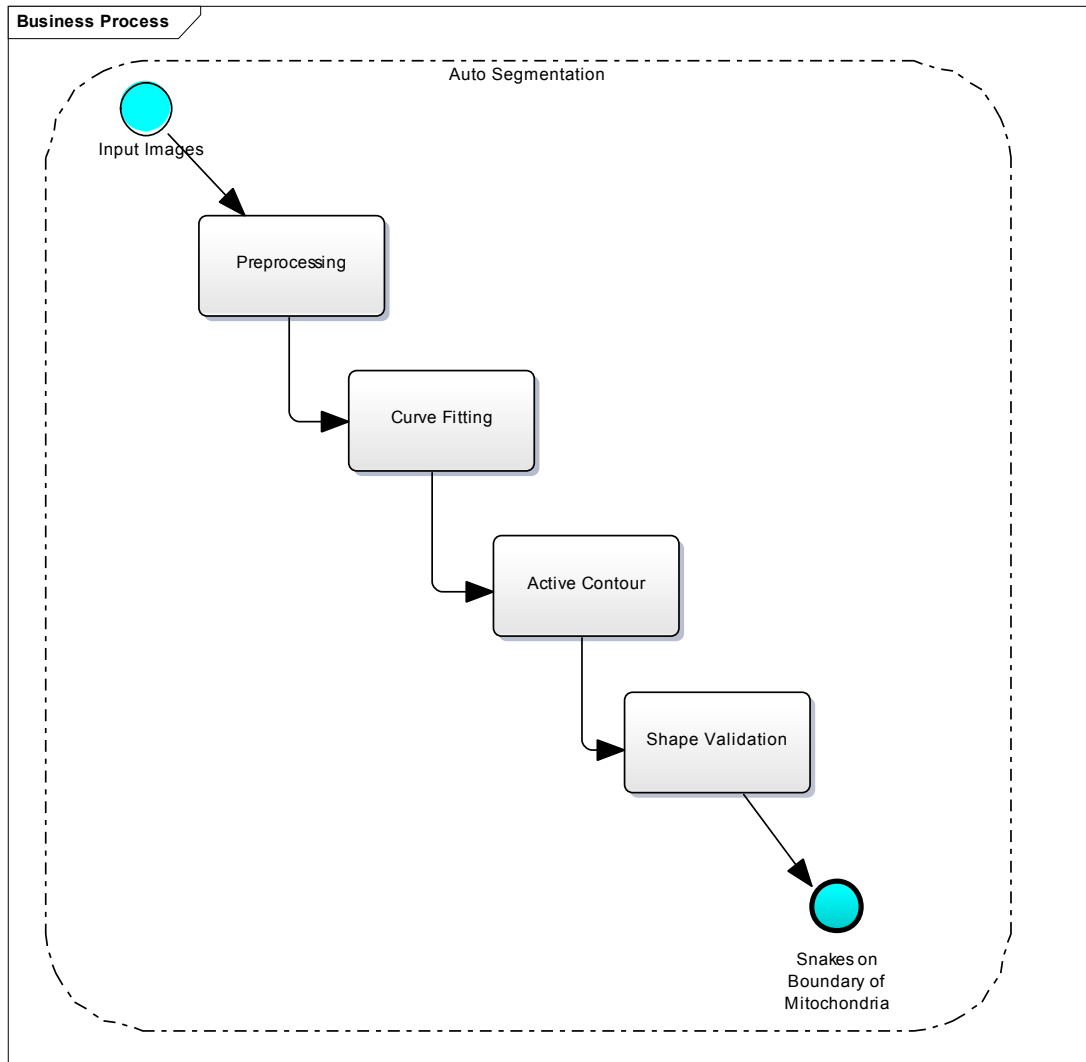 Business Process
Auto Segmentation
Input Images
Preprocessing
Curve Fitting
Active Contour
Shape Validation
Snakes on
Boundary of
Mitochondria